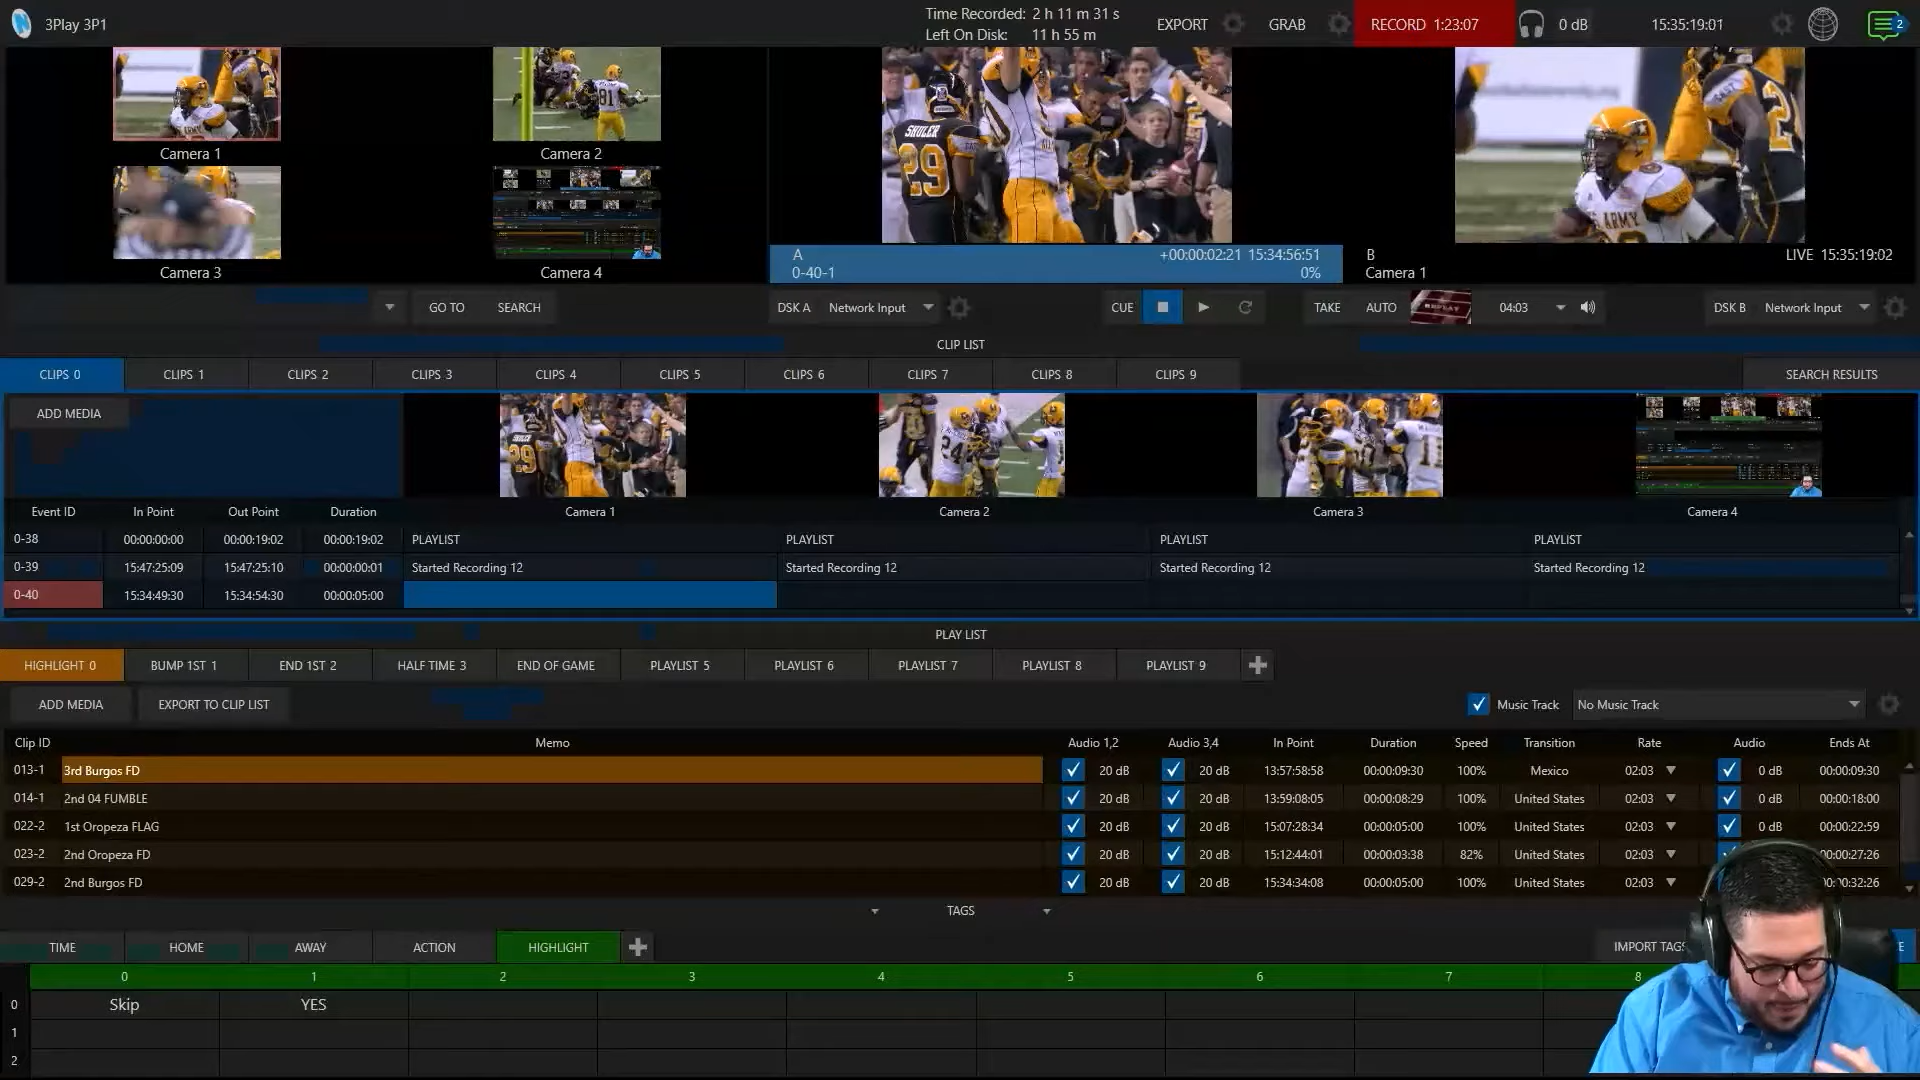 3Play 3P1
Time Recorded: 2 h 11 m 31 s
Left On Disk: 11 h 55 m
EXPORT GRAB RECORD 1:23:07 0 dB 15:35:19:01 2
Camera 1 Camera 2
Camera 3 Camera 4
81
SHULER
29
ARMY
2
A +00:00:02:21 15:34:56:51
0-40-1 0%
B LIVE 15:35:19:02
Camera 1
GO TO SEARCH DSK A Network Input CUE TAKE AUTO REPLAY 04:03 DSK B Network Input
CLIP LIST
CLIPS 0 CLIPS 1 CLIPS 2 CLIPS 3 CLIPS 4 CLIPS 5 CLIPS 6 CLIPS 7 CLIPS 8 CLIPS 9 SEARCH RESULTS
ADD MEDIA
29
24
Event ID In Point Out Point Duration Camera 1 Camera 2 Camera 3 Camera 4
0-38 00:00:00:00 00:00:19:02 00:00:19:02 PLAYLIST PLAYLIST PLAYLIST PLAYLIST
0-39 15:47:25:09 15:47:25:10 00:00:00:01 Started Recording 12 Started Recording 12 Started Recording 12 Started Recording 12
0-40 15:34:49:30 15:34:54:30 00:00:05:00
PLAY LIST
HIGHLIGHT 0 BUMP 1ST 1 END 1ST 2 HALF TIME 3 END OF GAME PLAYLIST 5 PLAYLIST 6 PLAYLIST 7 PLAYLIST 8 PLAYLIST 9
ADD MEDIA EXPORT TO CLIP LIST Music Track No Music Track
Clip ID Memo Audio 1,2 Audio 3,4 In Point Duration Speed Transition Rate Audio Ends At
013-1 3rd Burgos FD 20 dB 20 dB 13:57:58:58 00:00:09:30 100% Mexico 02:03 0 dB 00:00:09:30
014-1 2nd 04 FUMBLE 20 dB 20 dB 13:59:08:05 00:00:08:29 100% United States 02:03 0 dB 00:00:18:00
022-2 1st Oropeza FLAG 20 dB 20 dB 15:07:28:34 00:00:05:00 100% United States 02:03 0 dB 00:00:22:59
023-2 2nd Oropeza FD 20 dB 20 dB 15:12:44:01 00:00:03:38 82% United States 02:03 00:00:27:26
029-2 2nd Burgos FD 20 dB 20 dB 15:34:34:08 00:00:05:00 100% United States 02:03 00:00:32:26
TAGS
TIME HOME AWAY ACTION HIGHLIGHT IMPORT TAGS
0 1 2 3 4 5 6 7 8
0 Skip YES
1
2